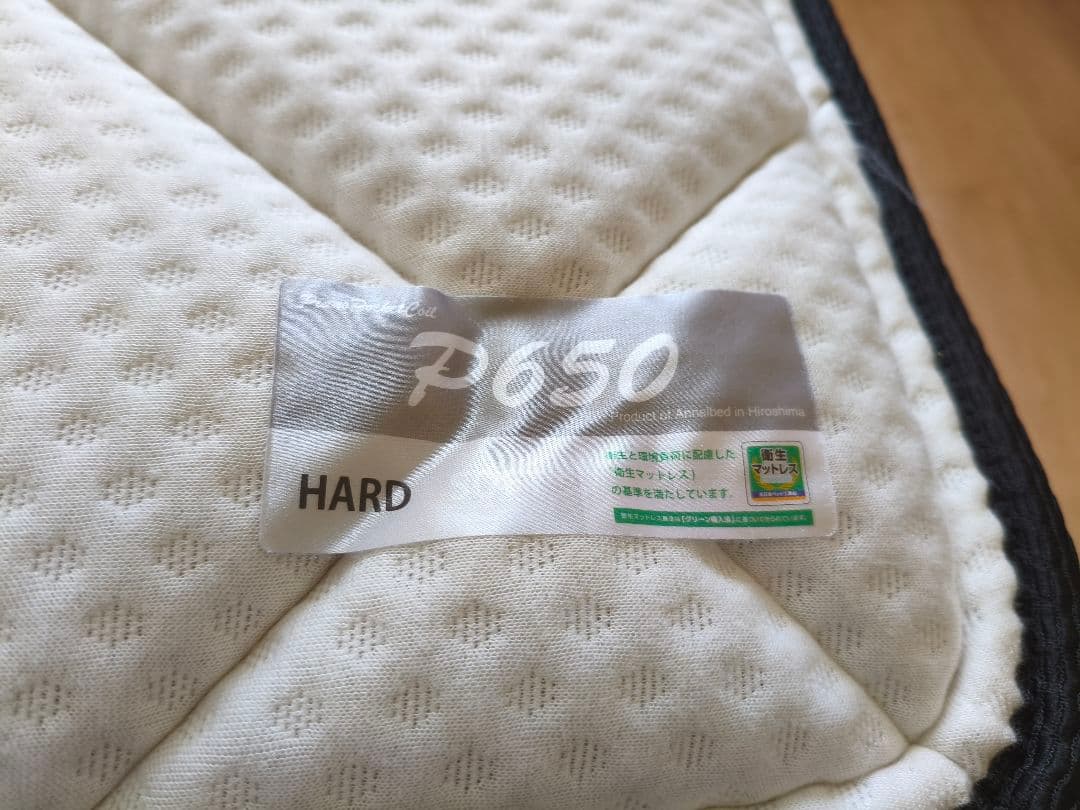 Coil
P650
Product of Annelbed in Hiroshima
HARD
衛生と環境負荷に配慮した
衛生マットレス)
の基準を満たしています。
衛生
マットレス